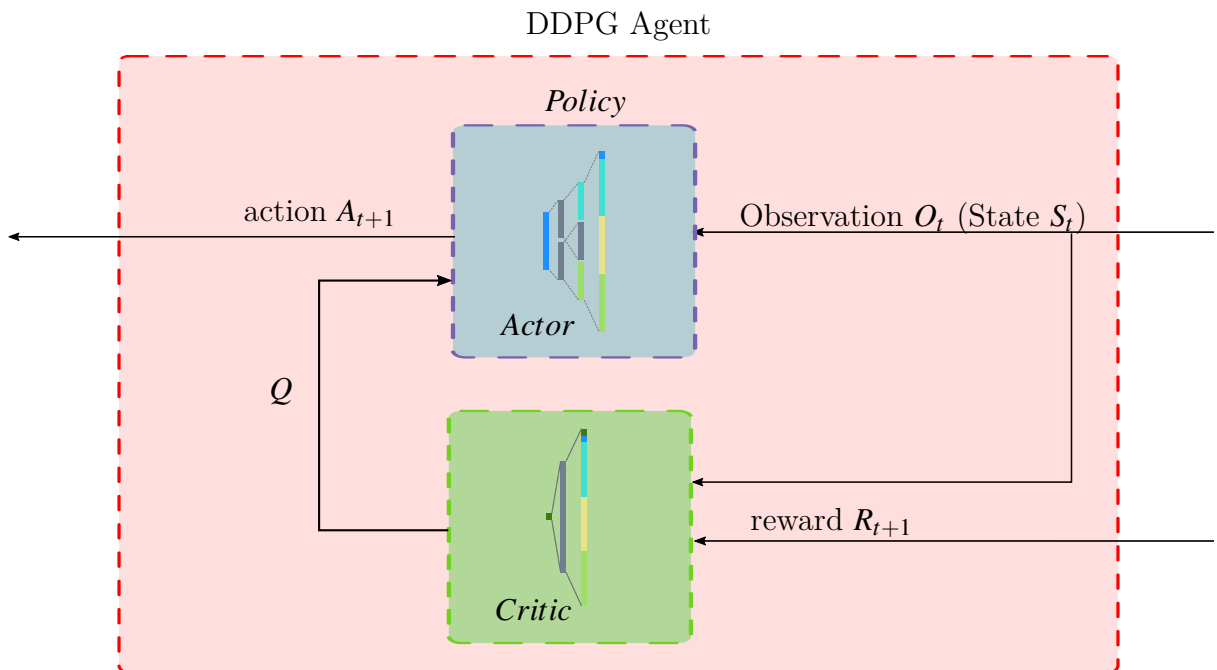 DDPG Agent
Policy
action A_{t+1}
Observation O_t (State S_t)
Actor
Q
reward R_{t+1}
Critic